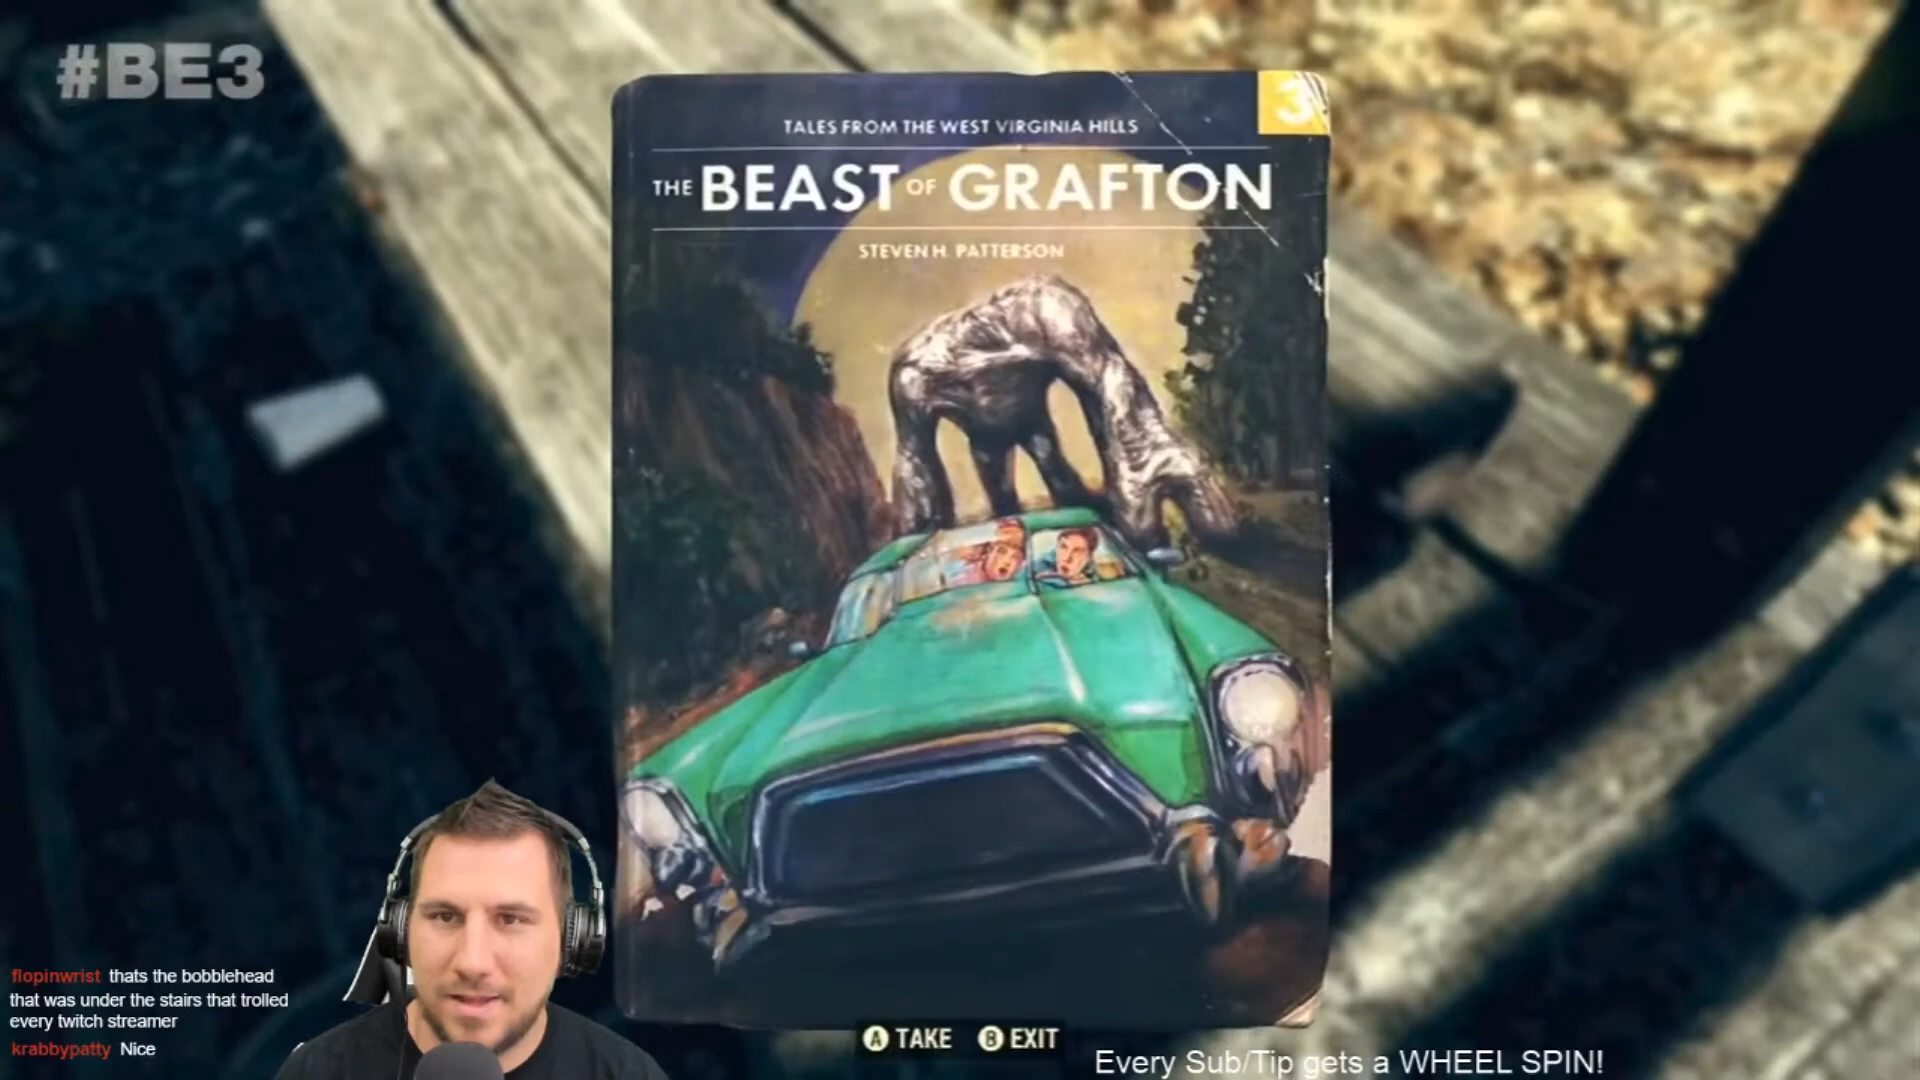 #BE3
3
TALES FROM THE WEST VIRGINIA HILLS
THE BEAST OF GRAFTON
STEVEN H. PATTERSON
flopinwrist thats the bobblehead
that was under the stairs that trolled
every twitch streamer
krabbypatty Nice
A TAKE B EXIT
Every Sub/Tip gets a WHEEL SPIN!